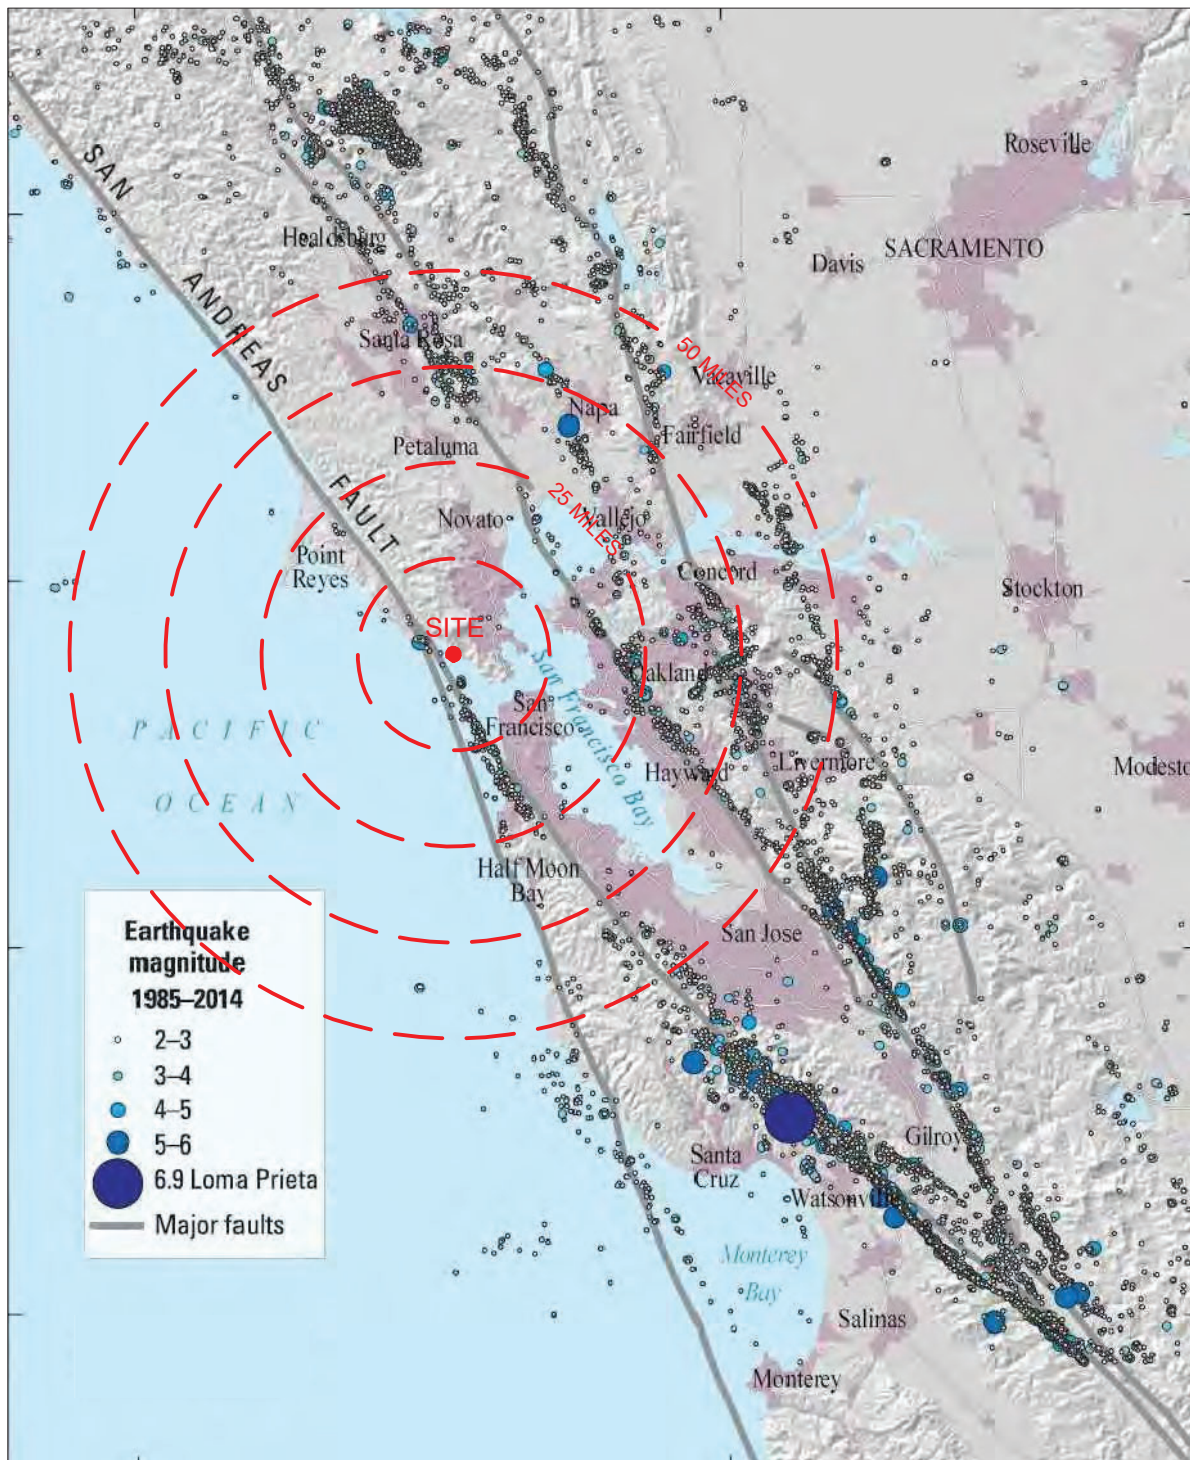 Roseville
SAN
ANDREAS
FAULT
Healdsburg
SACRAMENTO
Davis
Santa Rosa
50 MILES
Vacaville
Napa
Fairfield
Petaluma
25 MILES
Novato
Vallejo
Point
Reyes
Concord
Stockton
SITE
San Francisco Bay
Oakland
San
Francisco
PACIFIC
OCEAN
Hayward
Livermore
Modesto
Half Moon
Bay
San Jose
Earthquake
magnitude
1985–2014
2–3
3–4
4–5
5–6
6.9 Loma Prieta
Major faults
Gilroy
Santa
Cruz
Watsonville
Monterey
Bay
Salinas
Monterey